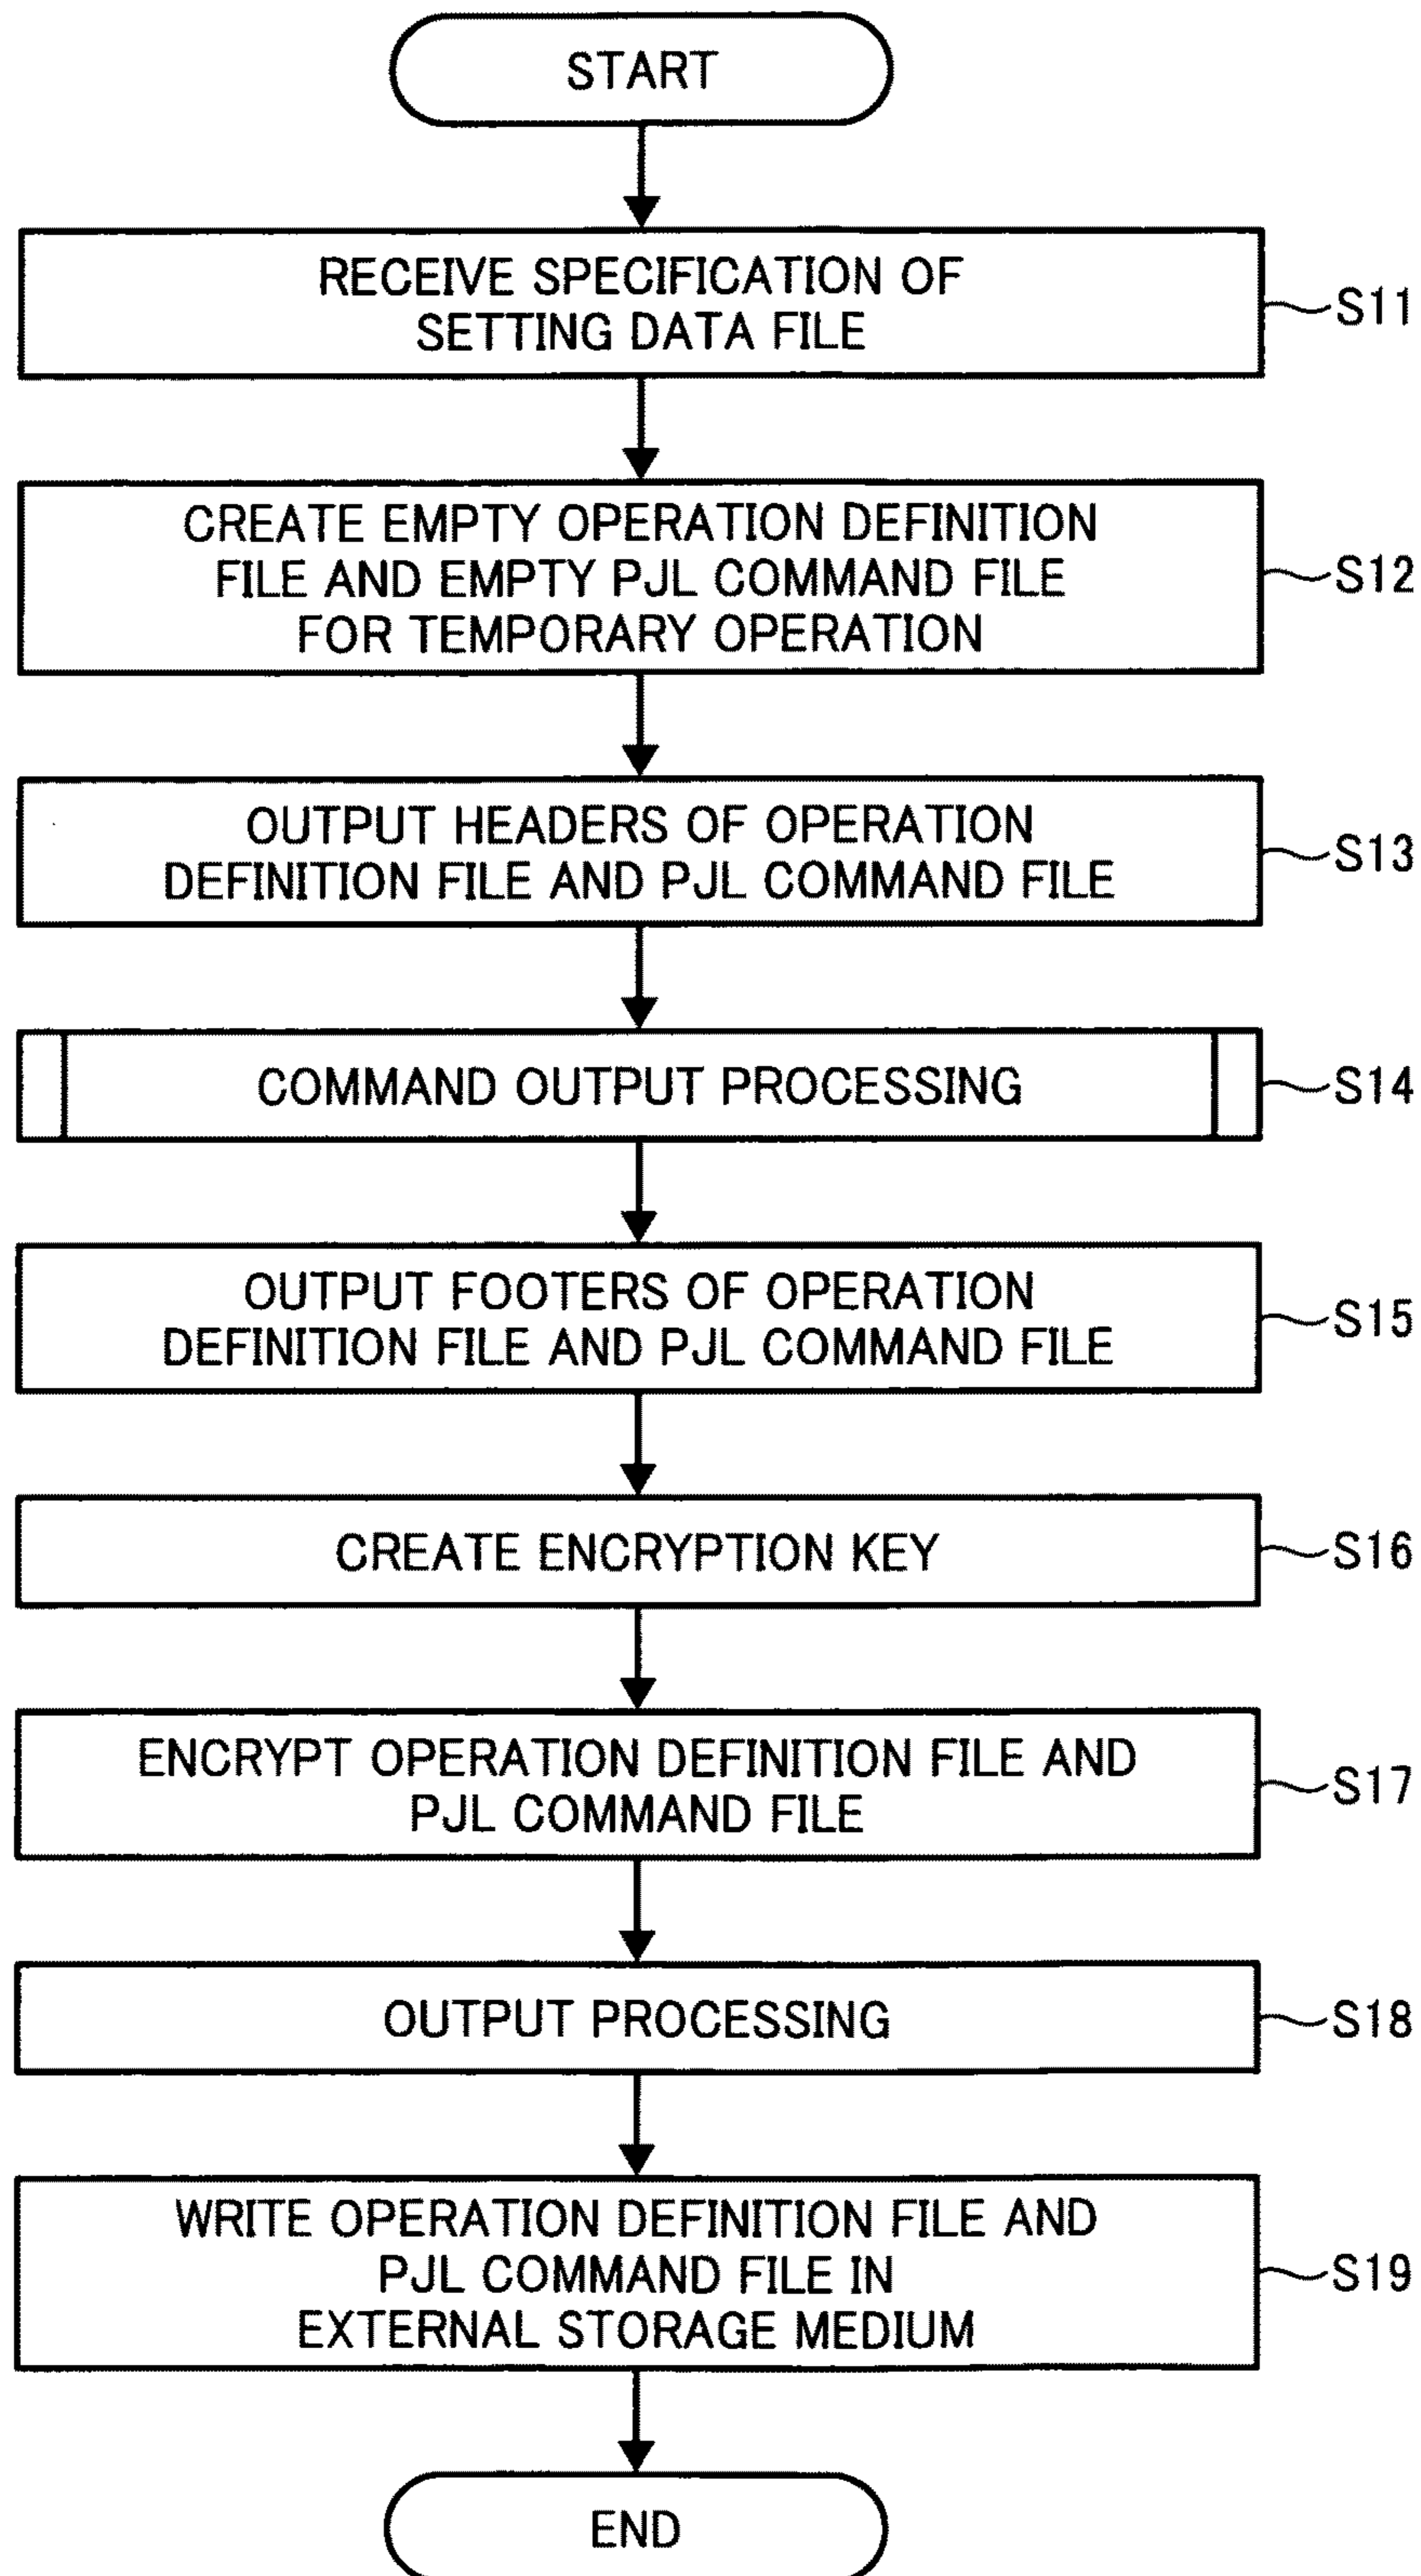 START
RECEIVE SPECIFICATION OF
SETTING DATA FILE
S11
CREATE EMPTY OPERATION DEFINITION
FILE AND EMPTY PJL COMMAND FILE
FOR TEMPORARY OPERATION
S12
OUTPUT HEADERS OF OPERATION
DEFINITION FILE AND PJL COMMAND FILE
S13
COMMAND OUTPUT PROCESSING
S14
OUTPUT FOOTERS OF OPERATION
DEFINITION FILE AND PJL COMMAND FILE
S15
CREATE ENCRYPTION KEY
S16
ENCRYPT OPERATION DEFINITION FILE AND
PJL COMMAND FILE
S17
OUTPUT PROCESSING
S18
WRITE OPERATION DEFINITION FILE AND
PJL COMMAND FILE IN
EXTERNAL STORAGE MEDIUM
S19
END